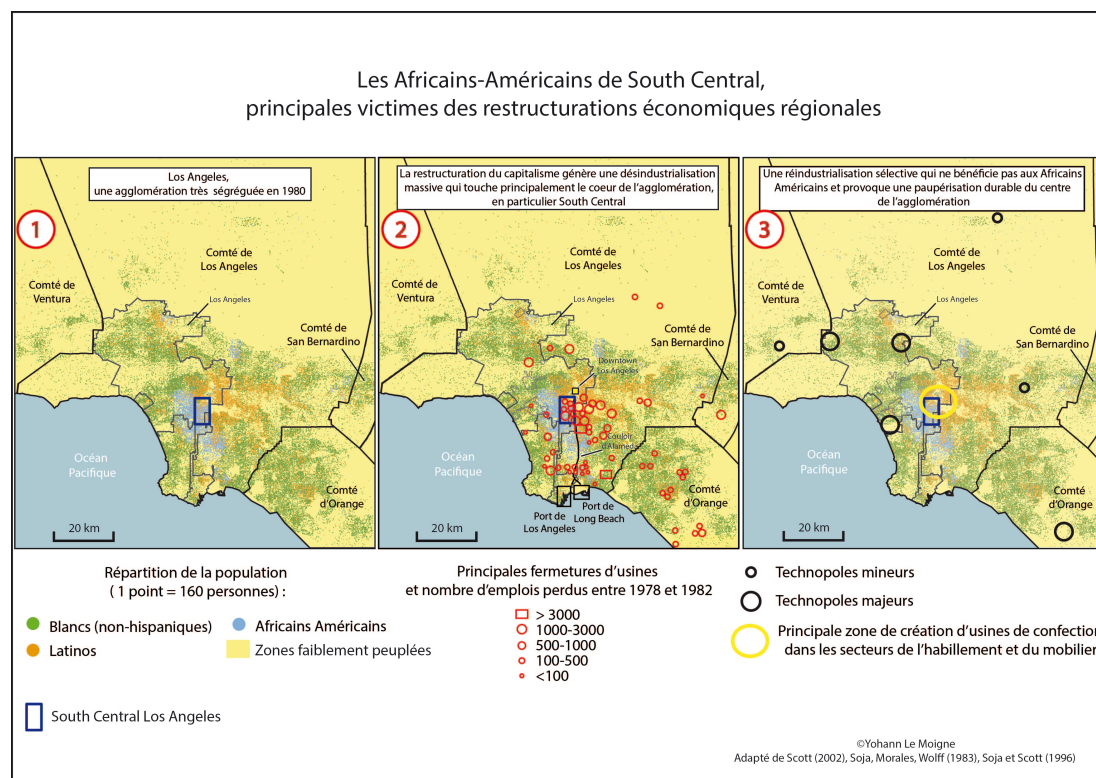 Les Africains-Américains de South Central,
principales victimes des restructurations économiques régionales
Los Angeles,
une agglomération très ségréguée en 1980
1
Comté de
Los Angeles
Comté de
Ventura
Los Angeles
Comté de
San Bernardino
Océan
Pacifique
Comté
d'Orange
20 km
La restructuration du capitalisme génère une désindustrialisation
massive qui touche principalement le coeur de l'agglomération,
en particulier South Central
2
Comté de
Los Angeles
Comté de
Ventura
Los Angeles
Comté de
San Bernardino
Downtown
Los Angeles
Couloir
d'Alameda
Océan
Pacifique
Comté
d'Orange
Port de
Los Angeles
Port de
Long Beach
20 km
Une réindustrialisation sélective qui ne bénéficie pas aux Africains
Américains et provoque une paupérisation durable du centre
de l'agglomération
3
Comté de
Los Angeles
Comté de
Ventura
Los Angeles
Comté de
San Bernardino
Océan
Pacifique
Comté
d'Orange
20 km
Répartition de la population
( 1 point = 160 personnes) :
Blancs (non-hispaniques)
Africains Américains
Latinos
Zones faiblement peuplées
South Central Los Angeles
Principales fermetures d'usines
et nombre d'emplois perdus entre 1978 et 1982
> 3000
1000-3000
500-1000
100-500
<100
Technopoles mineurs
Technopoles majeurs
Principale zone de création d'usines de confection
dans les secteurs de l'habillement et du mobilier
©Yohann Le Moigne
Adapté de Scott (2002), Soja, Morales, Wolff (1983), Soja et Scott (1996)